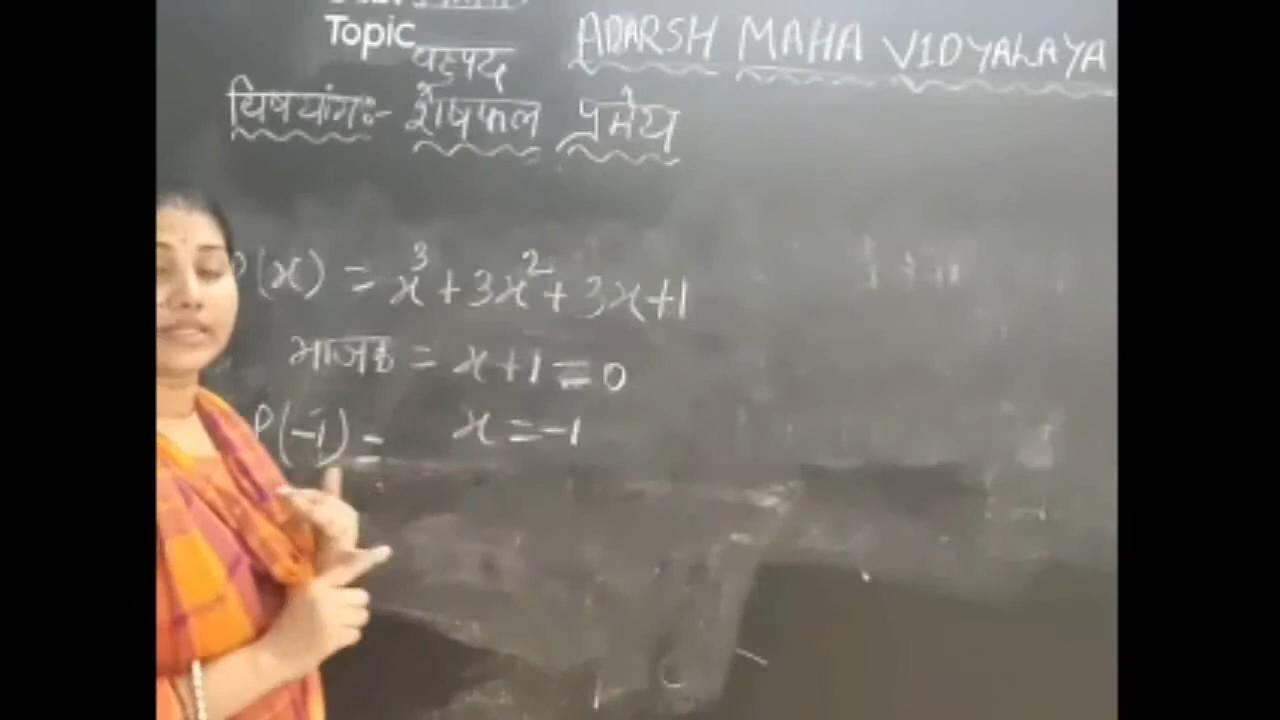 Topic
बहुपद
ADARSH MAHA VIDYALAYA
विषयांग:- शेषफल प्रमेय
P(x) = x³ + 3x² + 3x + 1
भाजक = x + 1 = 0
P(-1) = x = -1